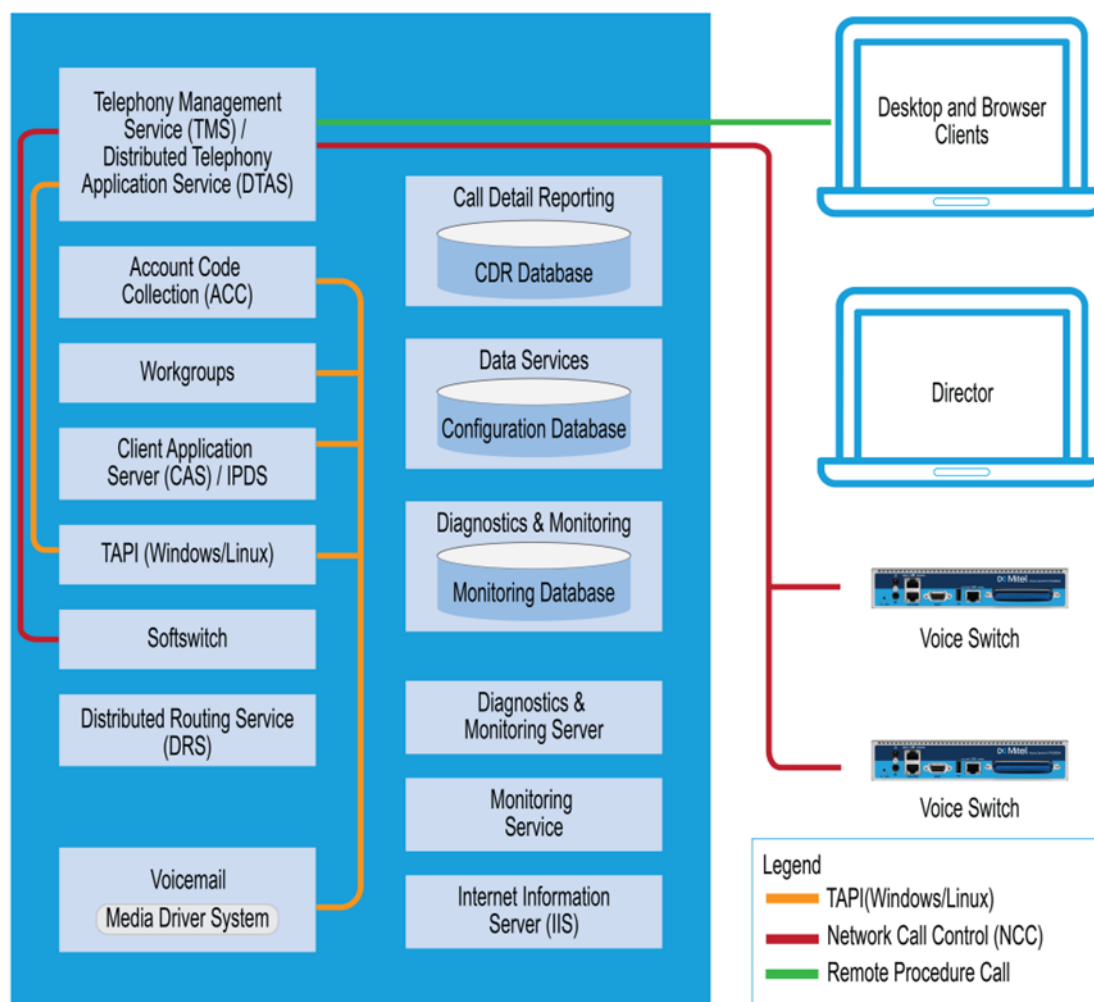 Telephony Management
Service (TMS) /
Distributed Telephony
Application Service (DTAS)
Account Code
Collection (ACC)
Workgroups
Client Application
Server (CAS) / IPDS
TAPI (Windows/Linux)
Softswitch
Distributed Routing Service
(DRS)
Voicemail
Media Driver System
Call Detail Reporting
CDR Database
Data Services
Configuration Database
Diagnostics & Monitoring
Monitoring Database
Diagnostics &
Monitoring Server
Monitoring
Service
Internet Information
Server (IIS)
Desktop and Browser
Clients
Director
Mitel
Voice Switch
Mitel
Voice Switch
Legend
TAPI(Windows/Linux)
Network Call Control (NCC)
Remote Procedure Call